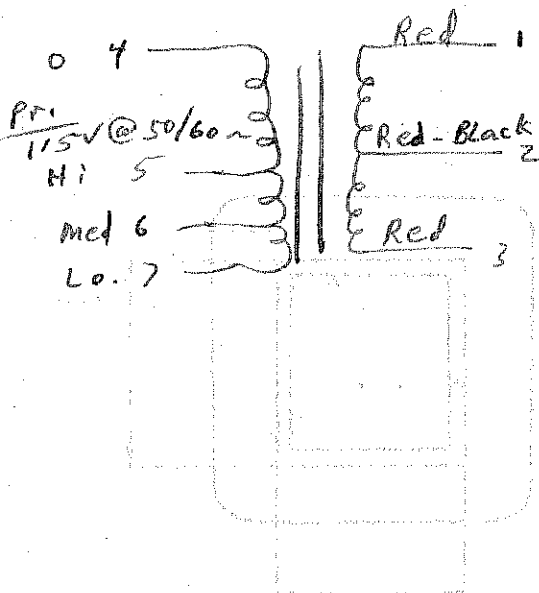 0 4
Pri
115V @ 50/60~
Hi 5
Med 6
Lo. 7
Red 1
Red-Black 2
Red 3